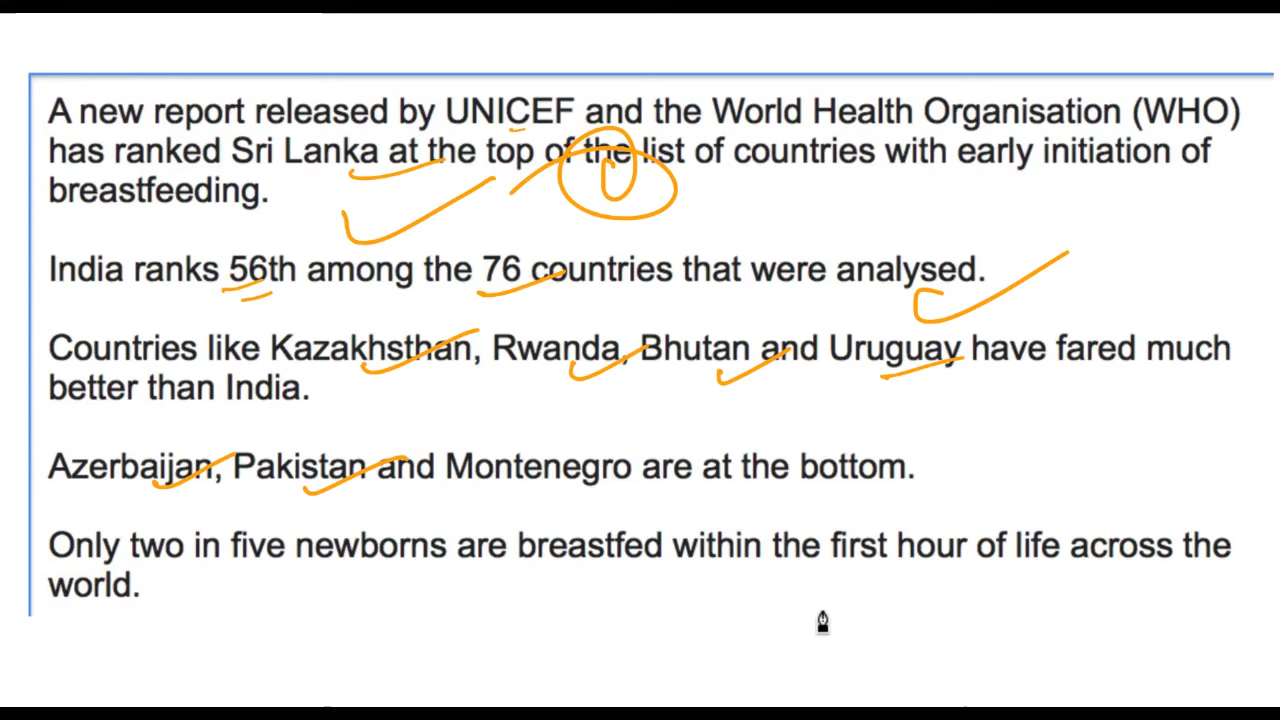 A new report released by UNICEF and the World Health Organisation (WHO)
has ranked Sri Lanka at the top of the list of countries with early initiation of
breastfeeding.
India ranks 56th among the 76 countries that were analysed.
Countries like Kazakhsthan, Rwanda, Bhutan and Uruguay have fared much
better than India.
Azerbaijan, Pakistan and Montenegro are at the bottom.
Only two in five newborns are breastfed within the first hour of life across the
world.